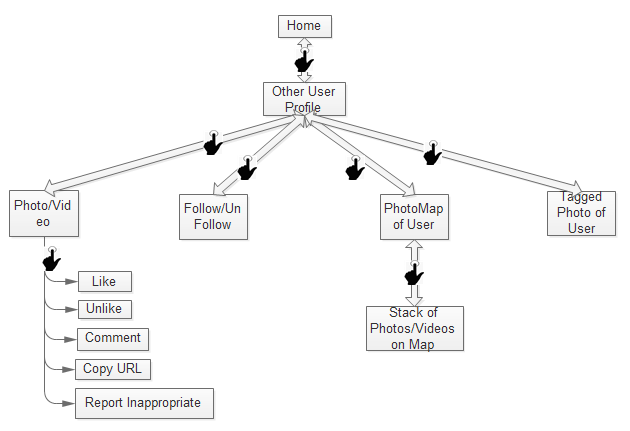 Home
Other User
Profile
Photo/Vid
eo
Follow/Un
Follow
PhotoMap
of User
Tagged
Photo of
User
Like
Unlike
Comment
Copy URL
Report Inappropriate
Stack of
Photos/Videos
on Map